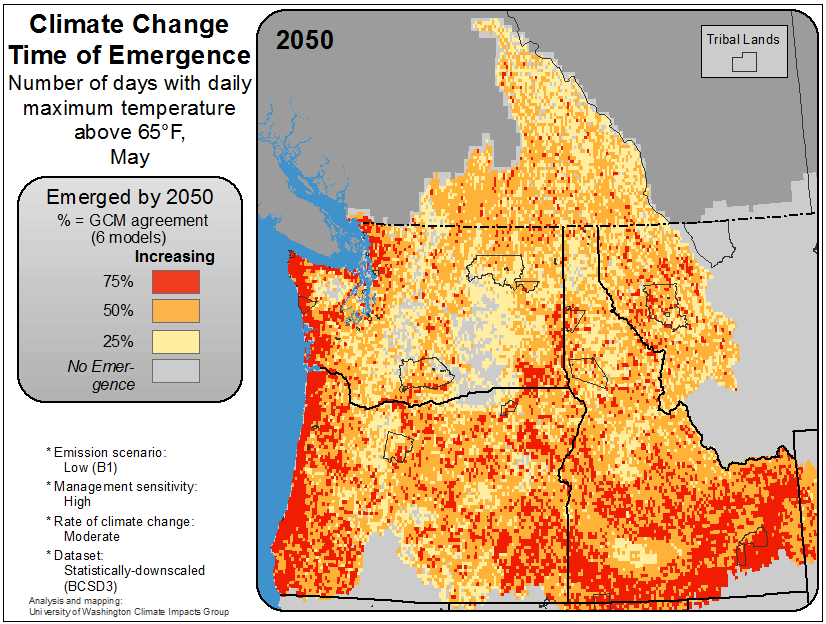 Climate Change
Time of Emergence
Number of days with daily
maximum temperature
above 65°F,
May
Emerged by 2050
% = GCM agreement
(6 models)
Increasing
75%
50%
25%
No Emer-
gence
* Emission scenario:
Low (B1)
* Management sensitivity:
High
* Rate of climate change:
Moderate
* Dataset:
Statistically-downscaled
(BCSD3)
Analysis and mapping:
University of Washington Climate Impacts Group
2050
Tribal Lands